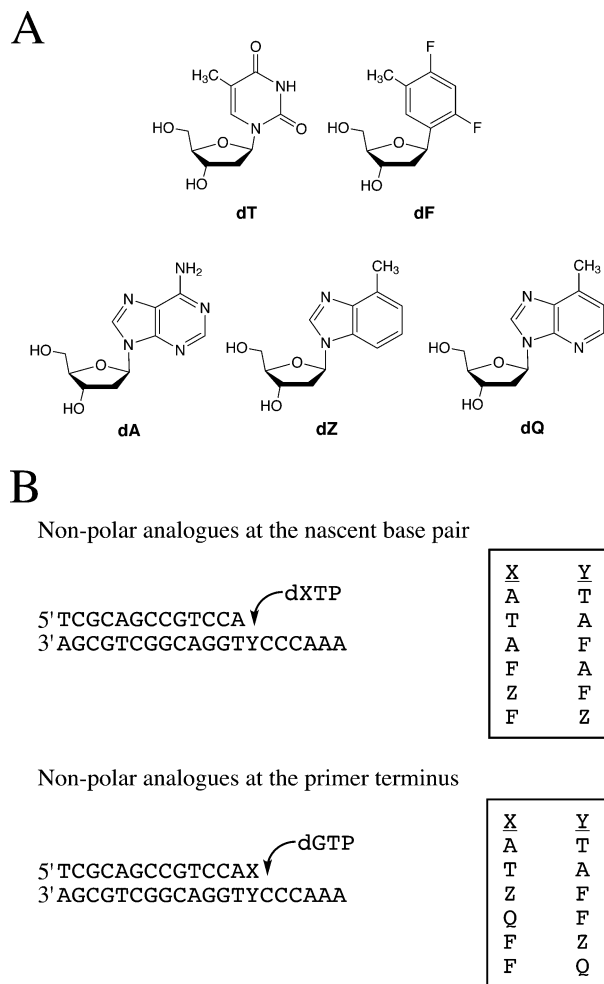 A
O
F
H₃C
NH
H₃C
N
O
F
HO
O
HO
O
HO
HO
dT
dF
NH₂
CH₃
CH₃
N
N
N
N
N
N
N
N
N
HO
O
HO
O
HO
O
HO
HO
HO
dA
dZ
dQ
B
Non-polar analogues at the nascent base pair
dXTP
5'TCGCAGCCGTCCA
3'AGCGTCGGCAGGTYCCCAAA
X Y
A T
T A
A F
F A
Z F
F Z
Non-polar analogues at the primer terminus
dGTP
5'TCGCAGCCGTCCAX
3'AGCGTCGGCAGGTYCCCAAA
X Y
A T
T A
Z F
Q F
F Z
F Q